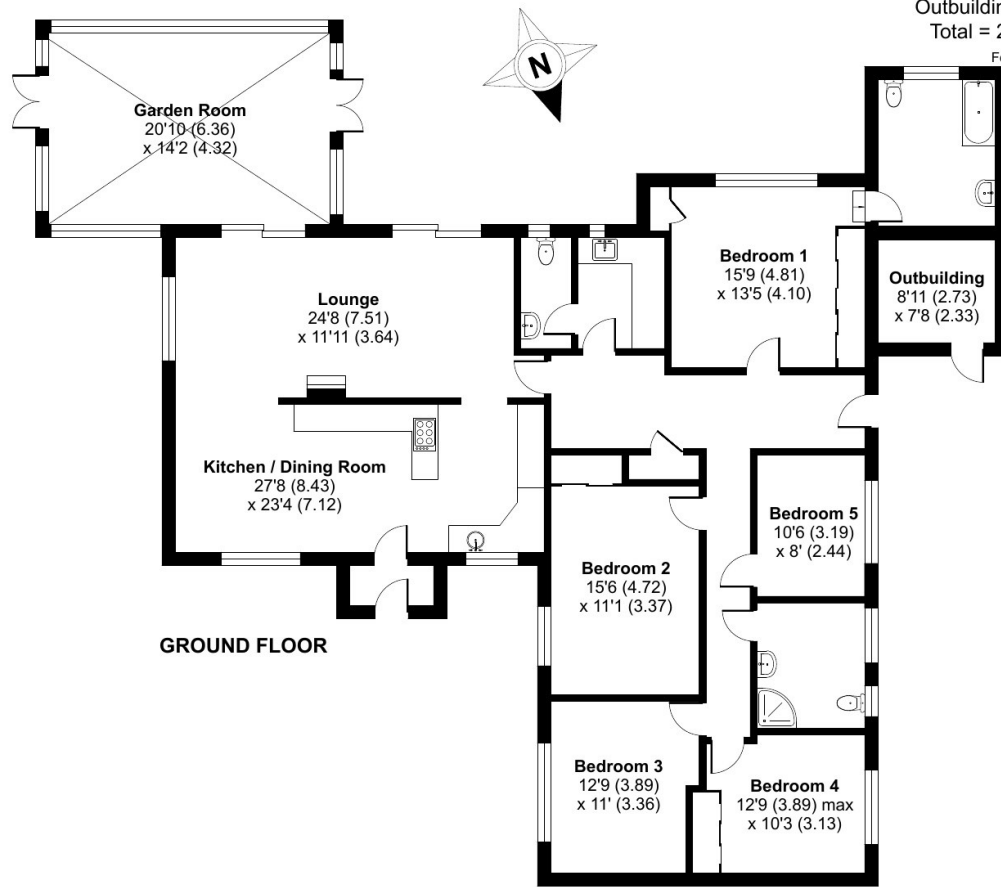 Outbuildin
Total = 2
Fo
N
Garden Room
20'10 (6.36)
x 14'2 (4.32)
Bedroom 1
15'9 (4.81)
x 13'5 (4.10)
Outbuilding
8'11 (2.73)
x 7'8 (2.33)
Lounge
24'8 (7.51)
x 11'11 (3.64)
Kitchen / Dining Room
27'8 (8.43)
x 23'4 (7.12)
Bedroom 5
10'6 (3.19)
x 8' (2.44)
Bedroom 2
15'6 (4.72)
x 11'1 (3.37)
GROUND FLOOR
Bedroom 3
12'9 (3.89)
x 11' (3.36)
Bedroom 4
12'9 (3.89) max
x 10'3 (3.13)